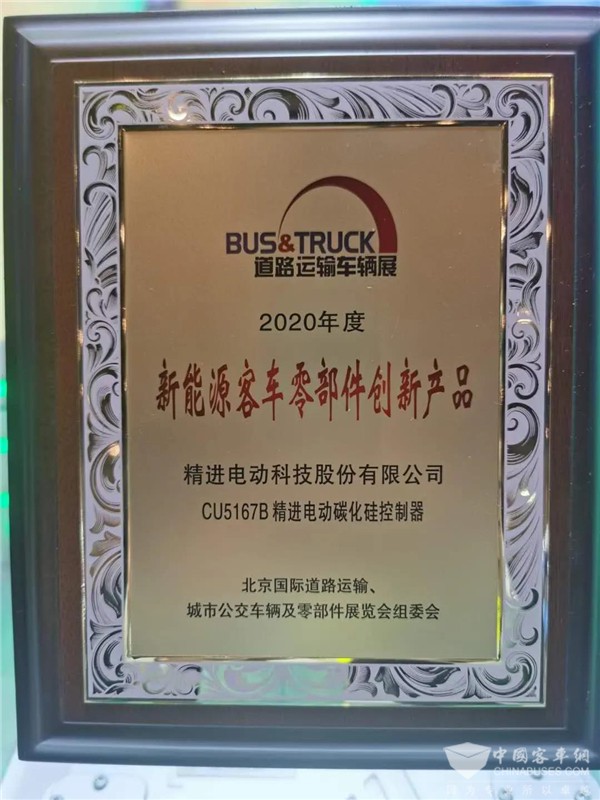 BUS&TRUCK
道路运输车辆展
2020年度
新能源客车零部件创新产品
精进电动科技股份有限公司
CU5167B 精进电动碳化硅控制器
北京国际道路运输、
城市公交车辆及零部件展览会组委会
中国客车网
CHINABUSES.COM